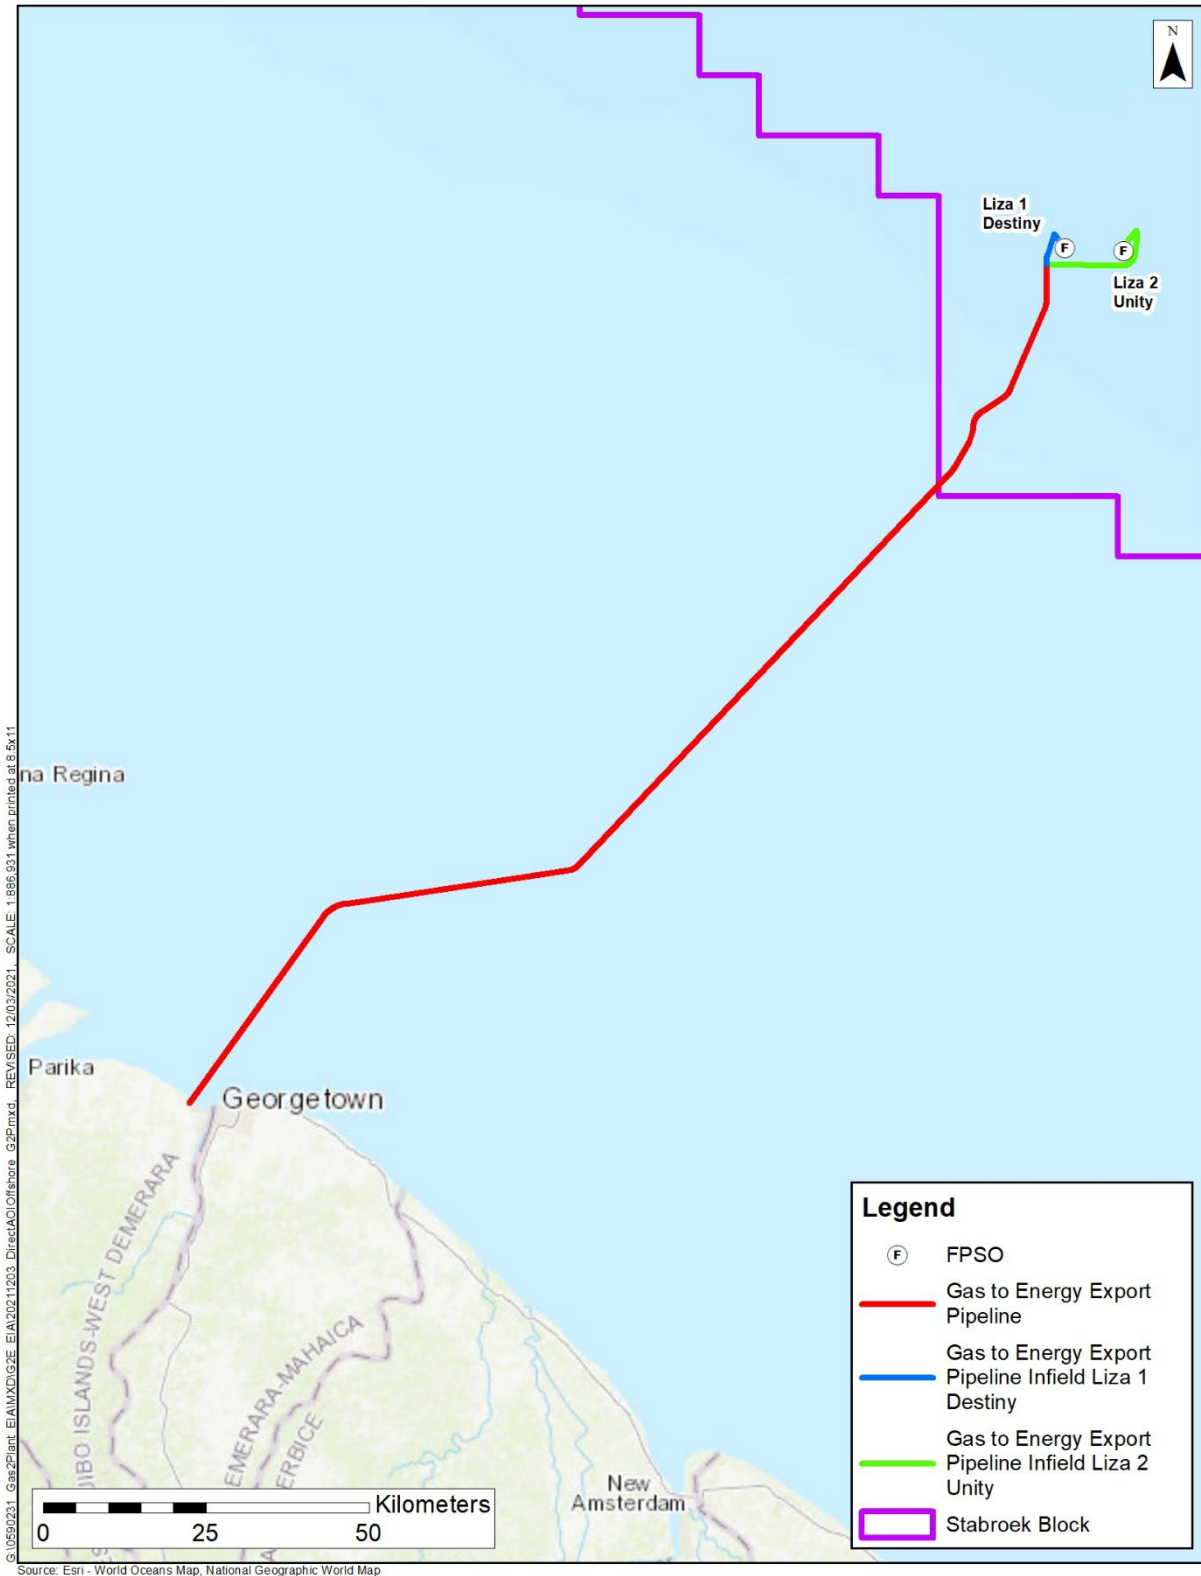 N
Liza 1
Destiny
F
F
Liza 2
Unity
na Regina
Parika
Georgetown
UIBO ISLANDS-WEST DEMERARA
EMERARA-MAHAICA
ERBICE
New
Amsterdam
Legend
F FPSO
Gas to Energy Export
Pipeline
Gas to Energy Export
Pipeline Infield Liza 1
Destiny
Gas to Energy Export
Pipeline Infield Liza 2
Unity
Stabroek Block
Kilometers
0 25 50
G:\0590231 Gas2Plant EIA\MXD\G2E EIA\20211203 DirectAOI\Offshore G2P.mxd, REVISED: 12/03/2021, SCALE: 1:886,931 when printed at 8.5x11
Source: Esri - World Oceans Map, National Geographic World Map